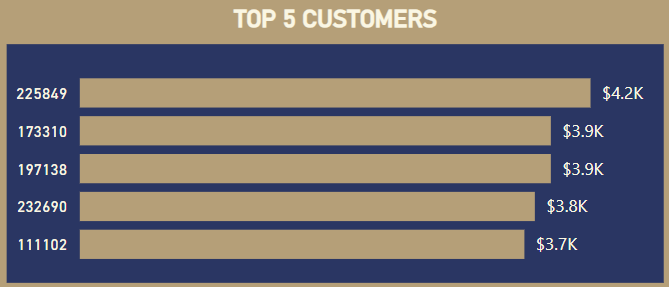 TOP 5 CUSTOMERS
225849 $4.2K
173310 $3.9K
197138 $3.9K
232690 $3.8K
111102 $3.7K